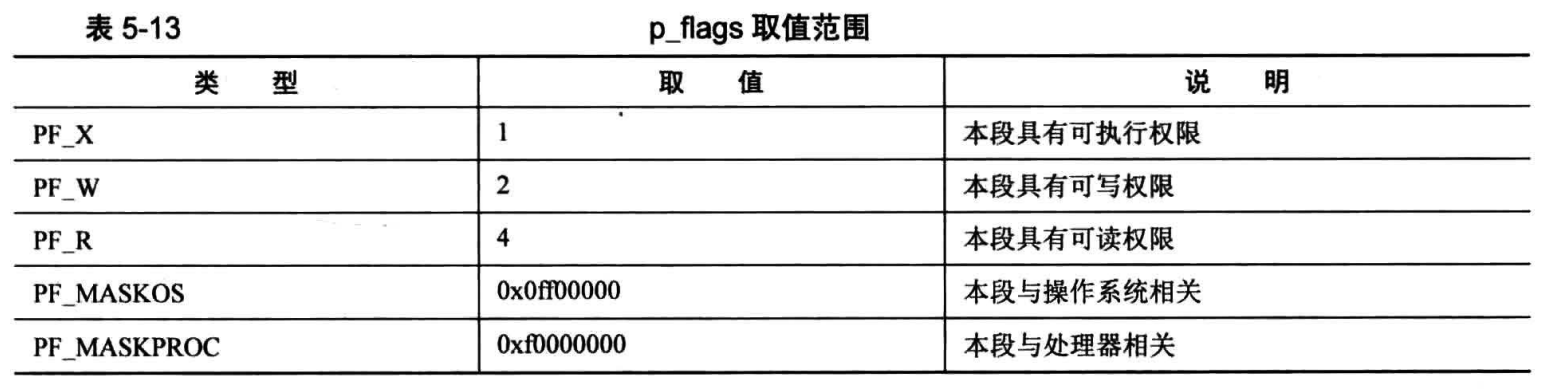 表 5-13 p_flags 取值范围
类 型 取 值 说 明
PF_X 1 本段具有可执行权限
PF_W 2 本段具有可写权限
PF_R 4 本段具有可读权限
PF_MASKOS 0x0ff00000 本段与操作系统相关
PF_MASKPROC 0xf0000000 本段与处理器相关